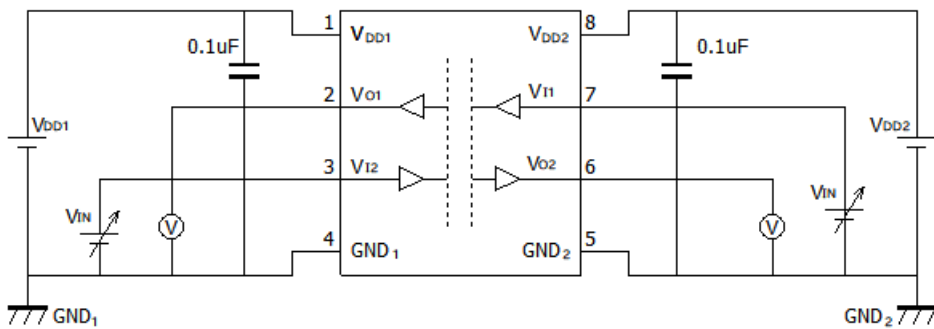 1 VDD1 VDD2 8
0.1uF 0.1uF
2 VO1 VI1 7
VDD1 VDD2
3 VI2 VO2 6
VIN V V VIN
4 GND1 GND2 5
GND1 GND2